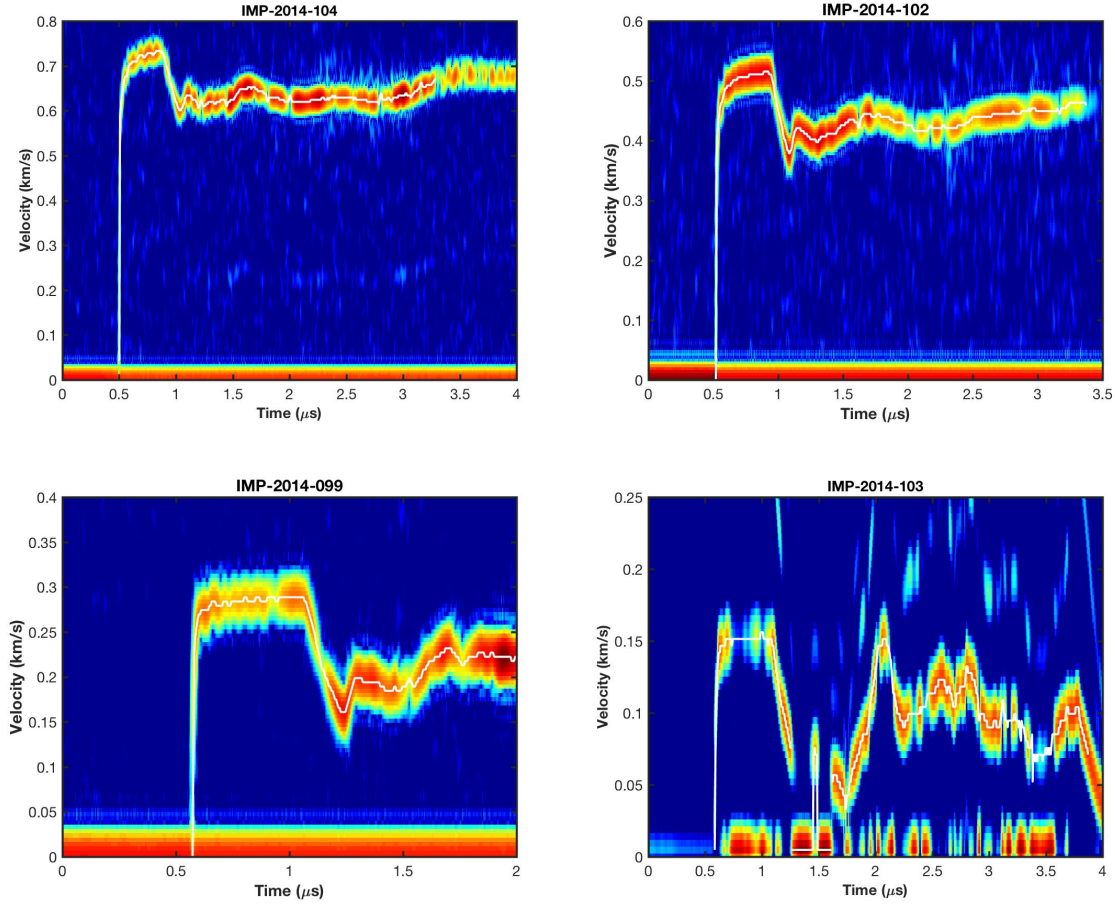 IMP-2014-104
0.8
0.7
0.6
0.5
0.4
0.3
0.2
0.1
0
Velocity (km/s)
0 0.5 1 1.5 2 2.5 3 3.5 4
Time (μs)
IMP-2014-102
0.6
0.5
0.4
0.3
0.2
0.1
0
Velocity (km/s)
0 0.5 1 1.5 2 2.5 3 3.5
Time (μs)
IMP-2014-099
0.4
0.35
0.3
0.25
0.2
0.15
0.1
0.05
0
Velocity (km/s)
0 0.5 1 1.5 2
Time (μs)
IMP-2014-103
0.25
0.2
0.15
0.1
0.05
0
Velocity (km/s)
0 0.5 1 1.5 2 2.5 3 3.5 4
Time (μs)